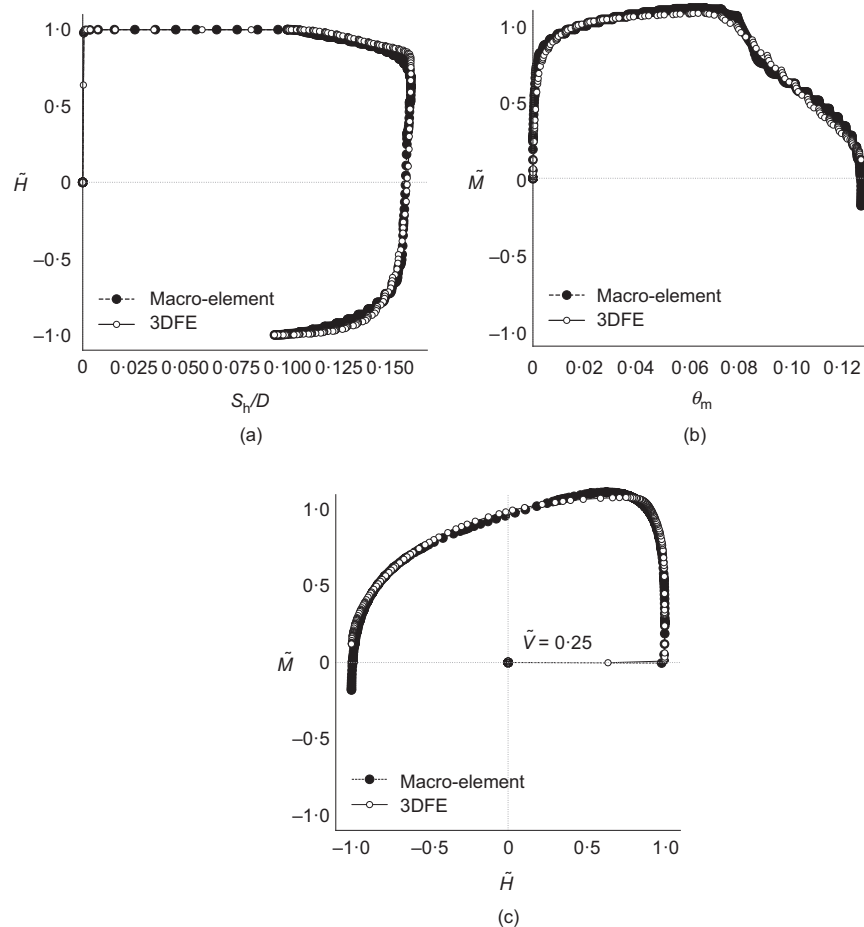 1·0
0·5
0
–0·5
–1·0
H̃
Macro-element
3DFE
0 0·025 0·050 0·075 0·100 0·125 0·150
Sh/D
(a)
1·0
0·5
0
–0·5
–1·0
M̃
Macro-element
3DFE
0 0·02 0·04 0·06 0·08 0·10 0·12
θm
(b)
1·0
0·5
0
–0·5
–1·0
M̃
Ṽ = 0·25
Macro-element
3DFE
–1·0 –0·5 0 0·5 1·0
H̃
(c)